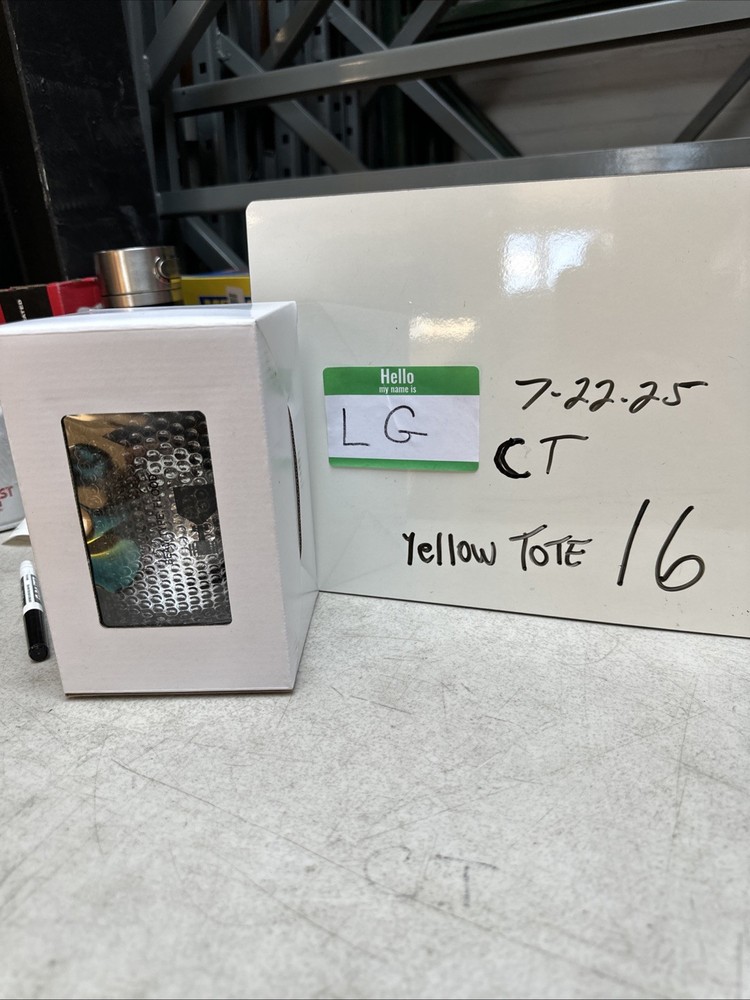 Hello
my name is
LG
7-22-25
CT
Yellow TOTE 16
CT